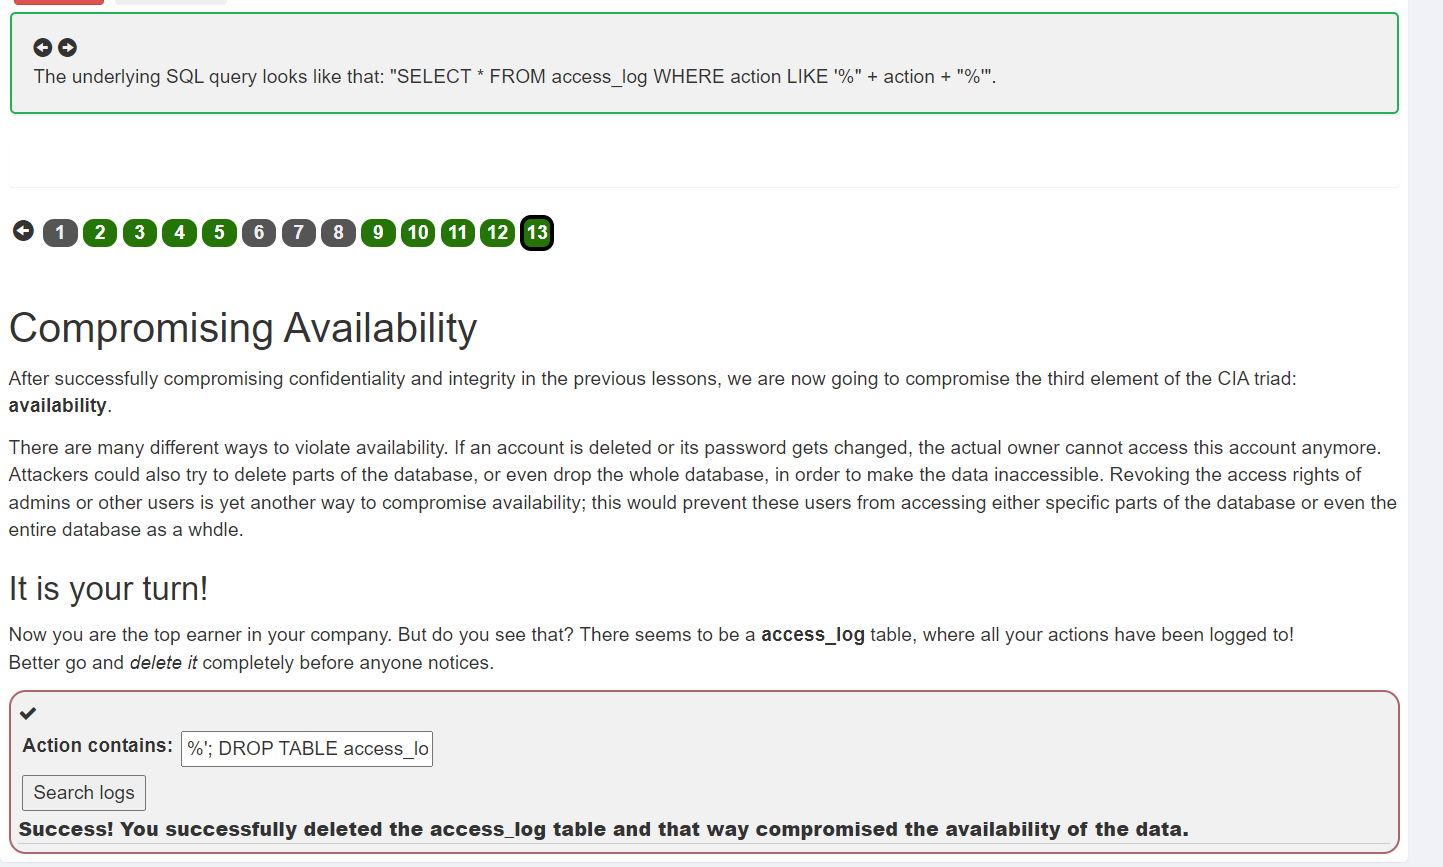 The underlying SQL query looks like that: "SELECT * FROM access_log WHERE action LIKE '%" + action + "%'".
1 2 3 4 5 6 7 8 9 10 11 12 13
Compromising Availability
After successfully compromising confidentiality and integrity in the previous lessons, we are now going to compromise the third element of the CIA triad:
availability.
There are many different ways to violate availability. If an account is deleted or its password gets changed, the actual owner cannot access this account anymore.
Attackers could also try to delete parts of the database, or even drop the whole database, in order to make the data inaccessible. Revoking the access rights of
admins or other users is yet another way to compromise availability; this would prevent these users from accessing either specific parts of the database or even the
entire database as a whdle.
It is your turn!
Now you are the top earner in your company. But do you see that? There seems to be a access_log table, where all your actions have been logged to!
Better go and delete it completely before anyone notices.
Action contains: %'; DROP TABLE access_lo
Search logs
Success! You successfully deleted the access_log table and that way compromised the availability of the data.